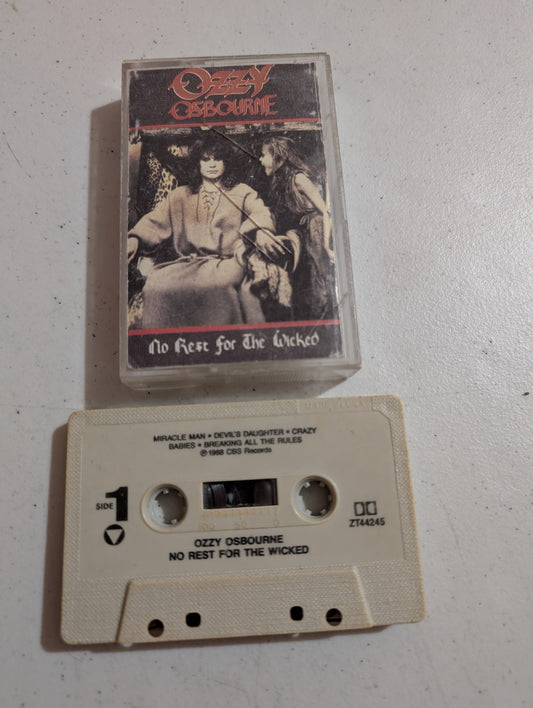 OZZY
OSBOURNE
No Rest for The Wicked
MIRACLE MAN • DEVIL'S DAUGHTER • CRAZY
BABIES • BREAKING ALL THE RULES
℗ 1988 CBS Records
SIDE 1
ZT44245
OZZY OSBOURNE
NO REST FOR THE WICKED